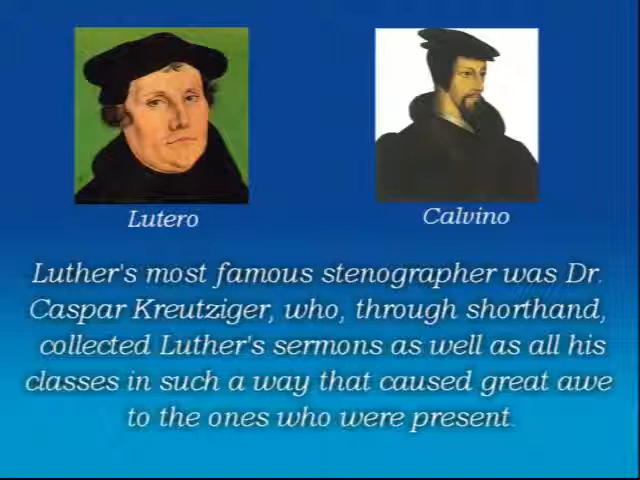 Lutero
Calvino
Luther's most famous stenographer was Dr.
Caspar Kreutziger, who, through shorthand,
collected Luther's sermons as well as all his
classes in such a way that caused great awe
to the ones who were present.